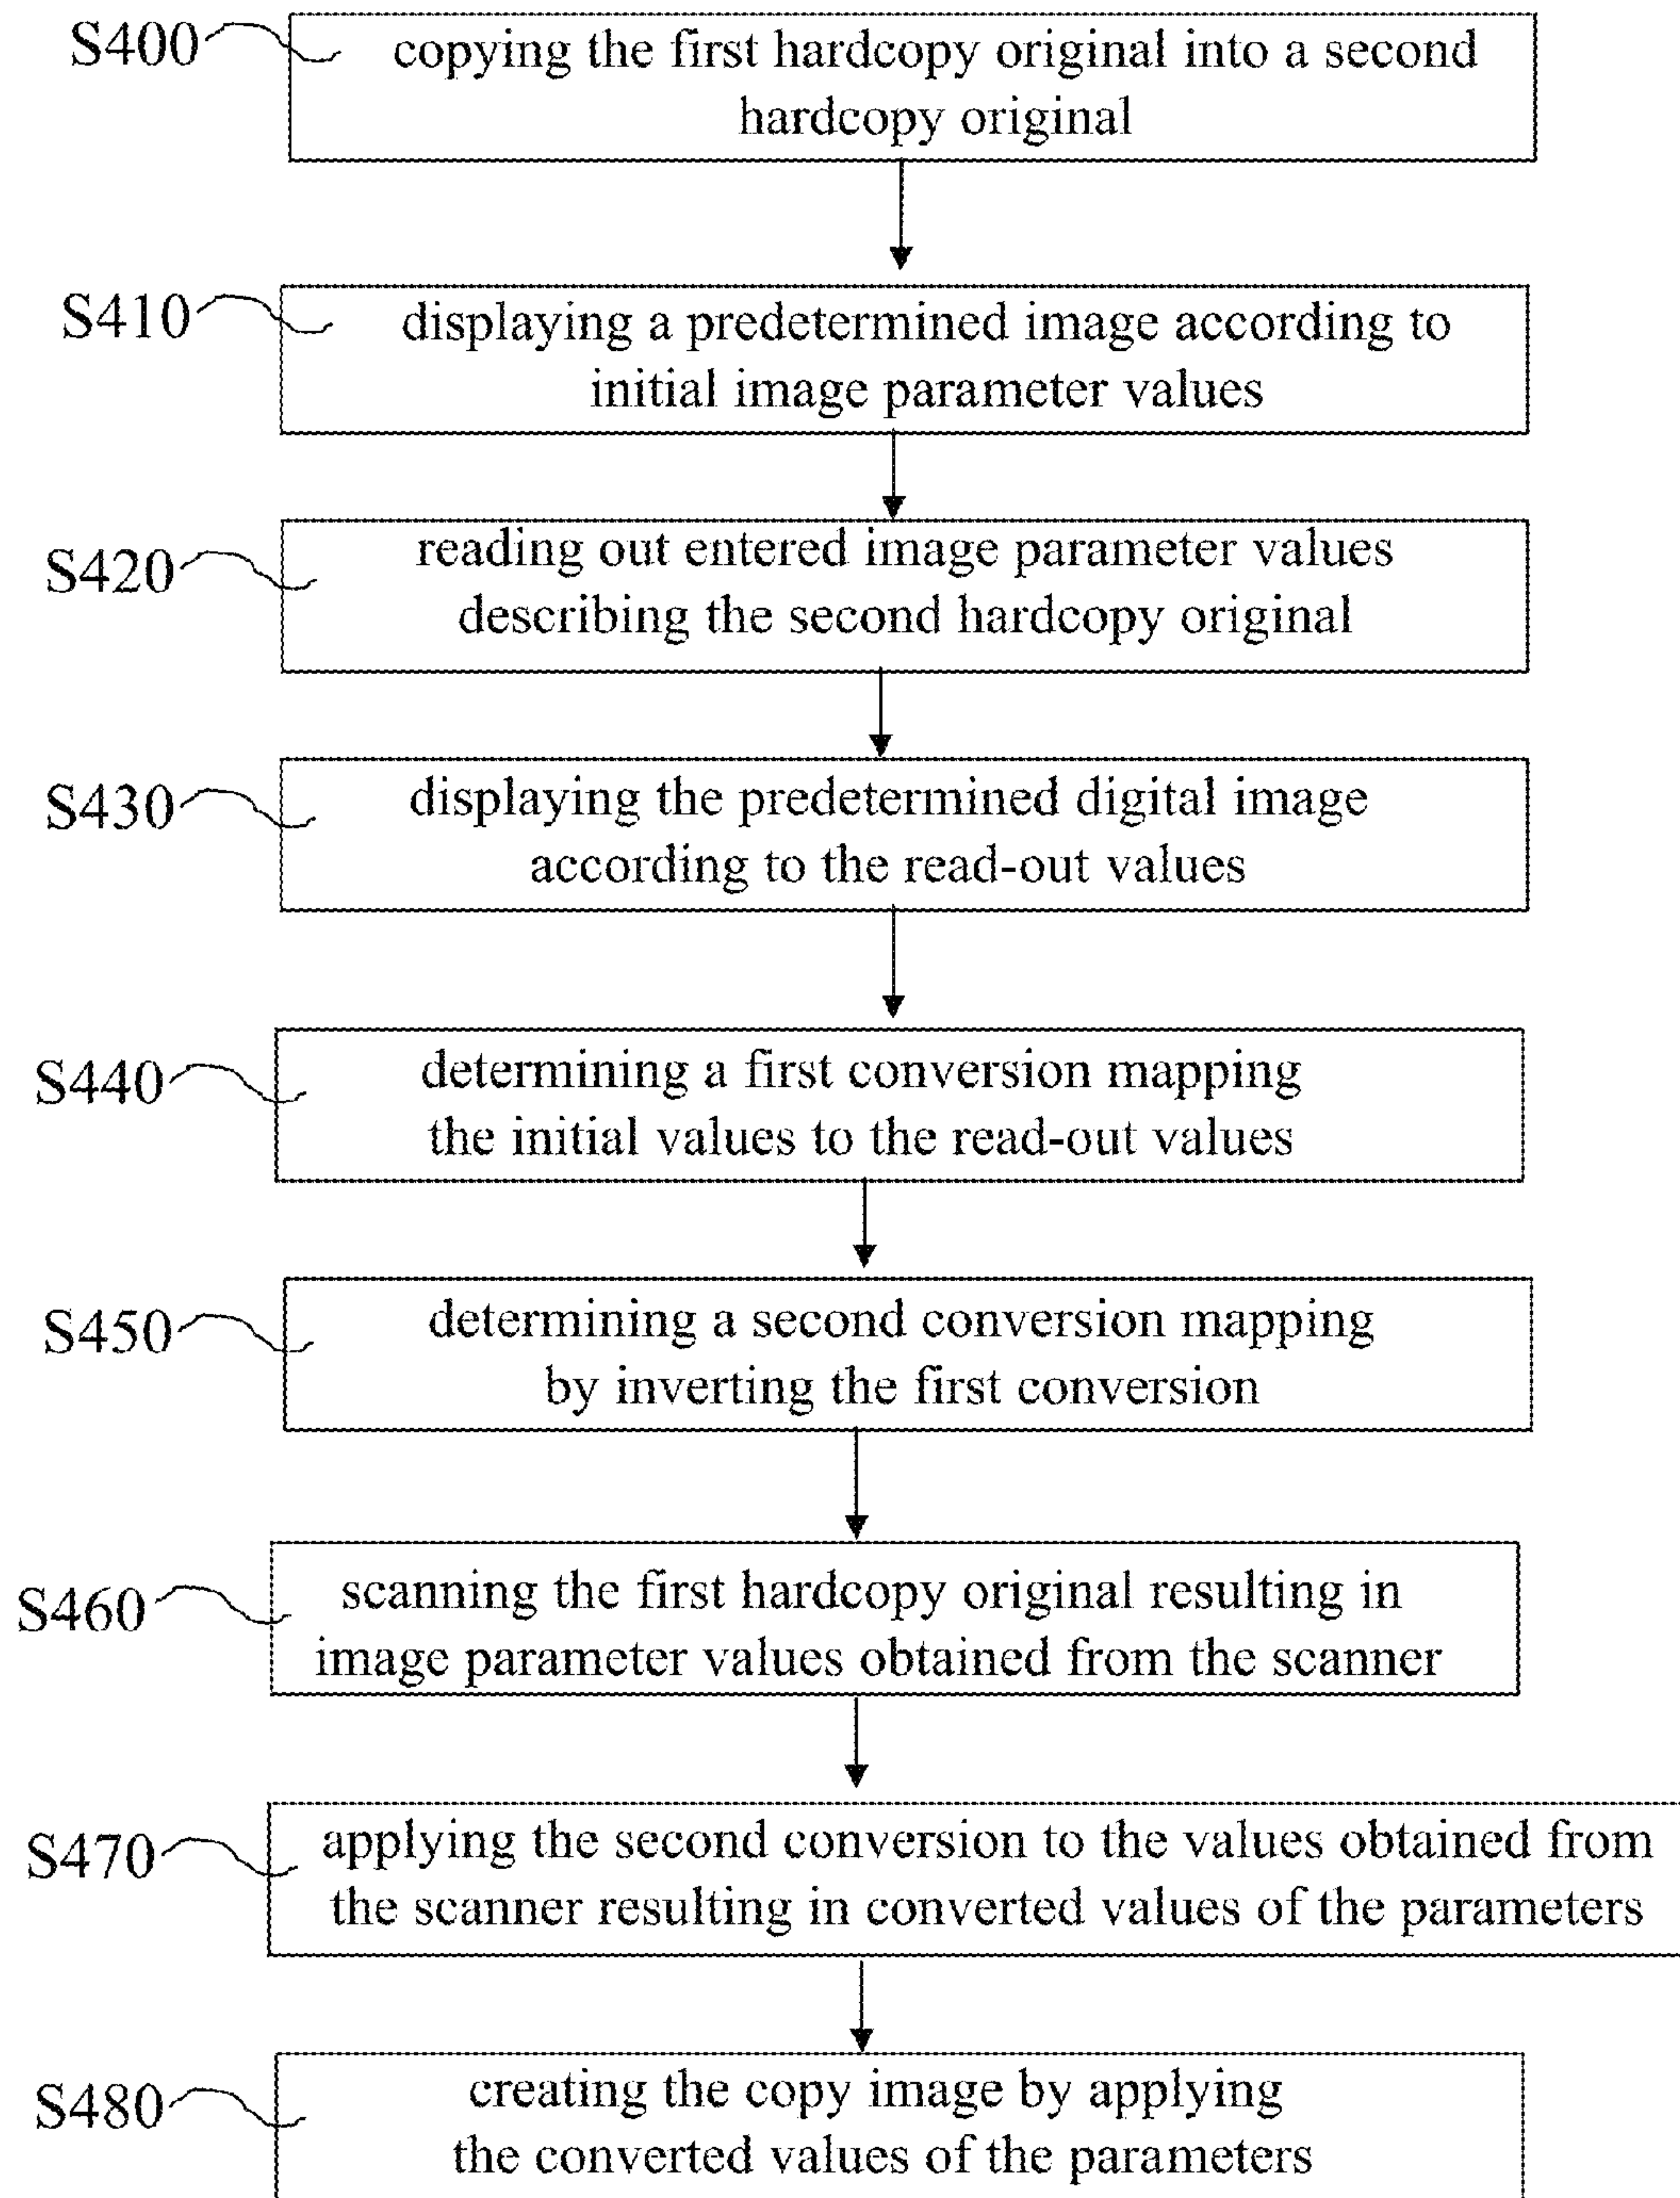 S400
copying the first hardcopy original into a second
hardcopy original
S410
displaying a predetermined image according to
initial image parameter values
S420
reading out entered image parameter values
describing the second hardcopy original
S430
displaying the predetermined digital image
according to the read-out values
S440
determining a first conversion mapping
the initial values to the read-out values
S450
determining a second conversion mapping
by inverting the first conversion
S460
scanning the first hardcopy original resulting in
image parameter values obtained from the scanner
S470
applying the second conversion to the values obtained from
the scanner resulting in converted values of the parameters
S480
creating the copy image by applying
the converted values of the parameters